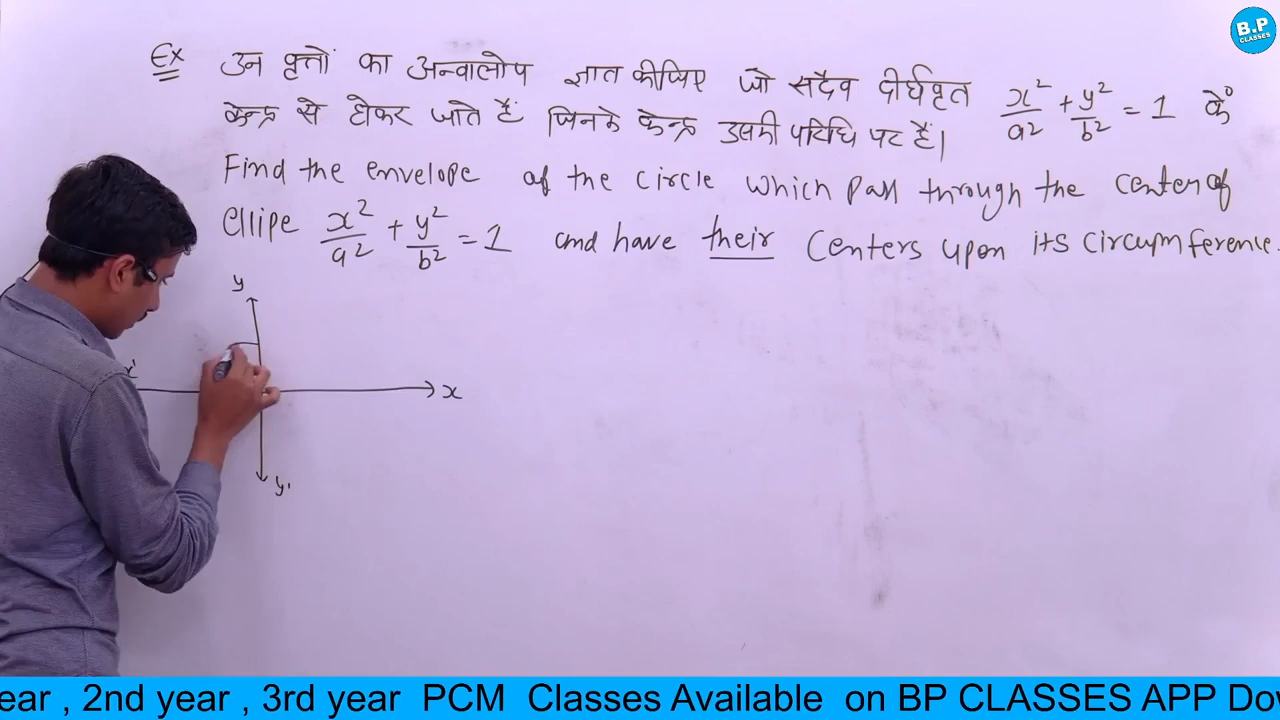 B.P
CLASSES
Ex उन वृत्तों का अन्वालोप ज्ञात कीजिए जो सदैव दीर्घवृत x²/a² + y²/b² = 1 के
केन्द्र से होकर जाते हैं जिनके केन्द्र उसकी परिधि पर हैं।
Find the envelope of the circle which pass through the center of
ellipe x²/a² + y²/b² = 1 and have their centers upon its circumference.
y
x'
x
y'
ear , 2nd year , 3rd year PCM Classes Available on BP CLASSES APP Dov